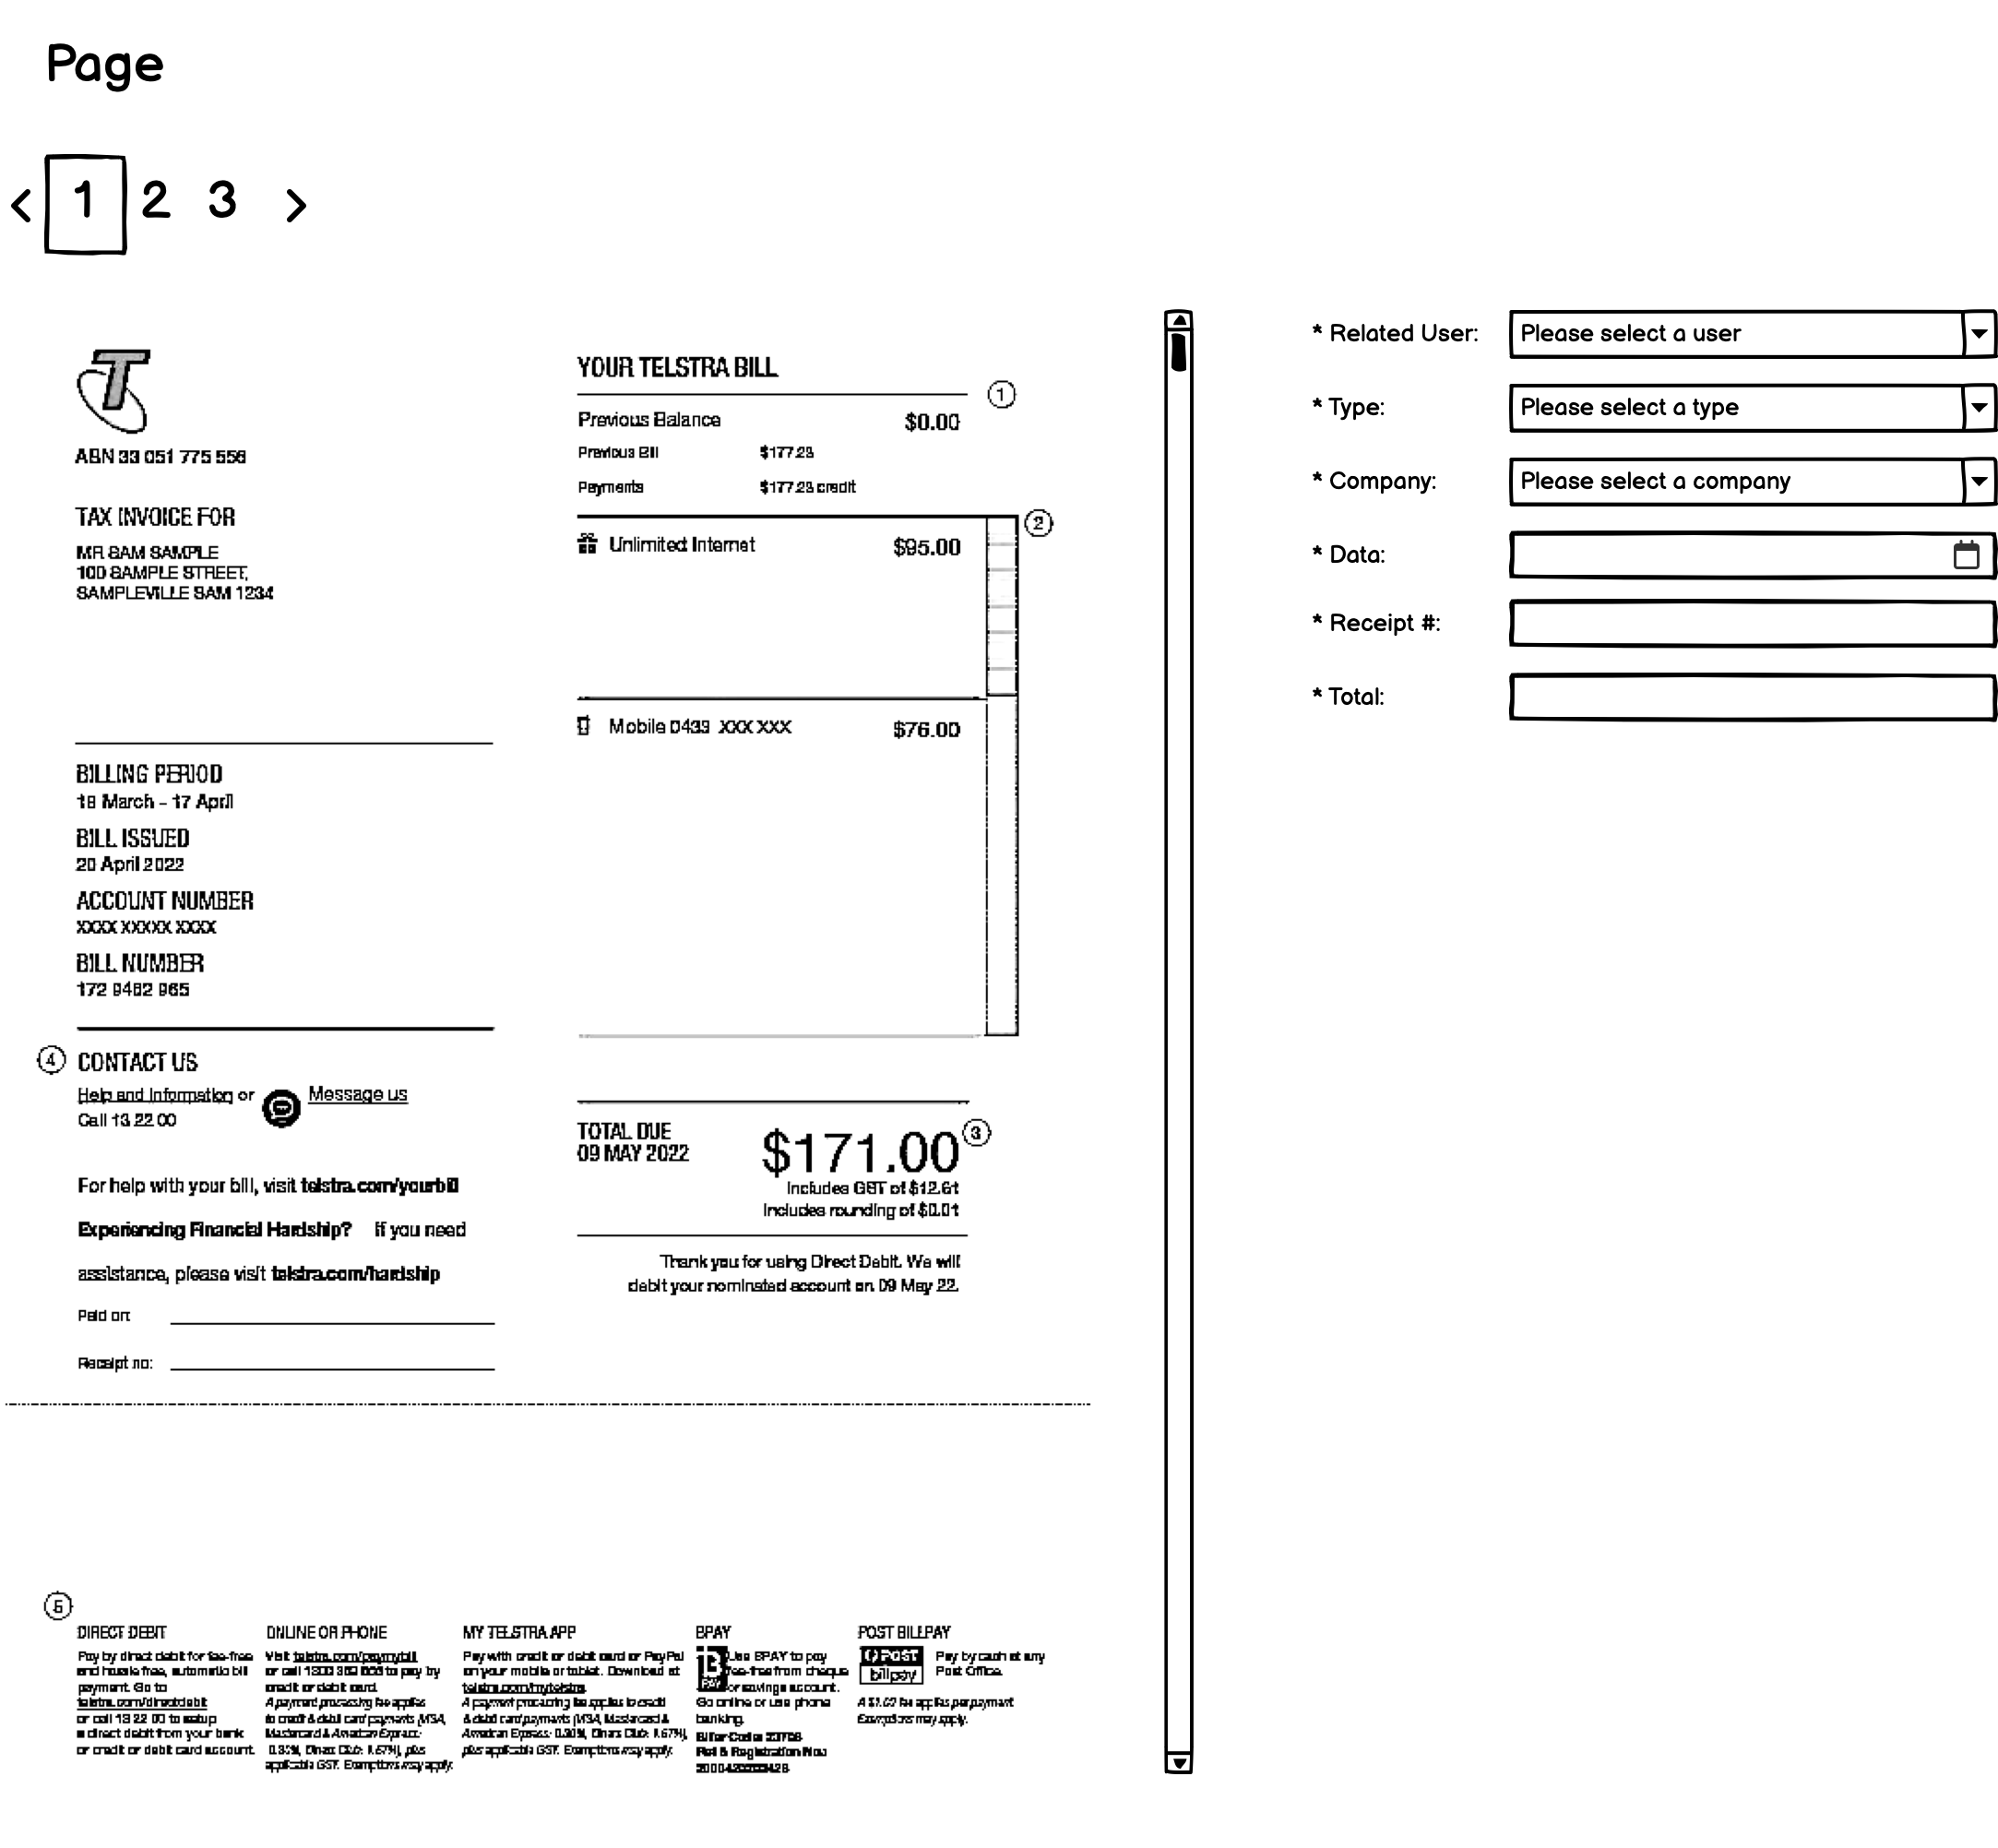 Page
< 1 2 3 >
T
ABN 33 051 775 556
TAX INVOICE FOR
MR SAM SAMPLE
100 SAMPLE STREET,
SAMPLEVILLE SAM 1234
BILLING PERIOD
18 March - 17 April
BILL ISSUED
20 April 2022
ACCOUNT NUMBER
XXXX XXXXX XXXX
BILL NUMBER
172 9482 965
4 CONTACT US
Help and Information or Message us
Call 13 22 00
For help with your bill, visit telstra.com/yourbill
Experiencing Financial Hardship? If you need
assistance, please visit telstra.com/hardship
Paid on:
Receipt no:
YOUR TELSTRA BILL
1
Previous Balance $0.00
Previous Bill $177.23
Payments $177.23 credit
2
Unlimited Internet $95.00
Mobile 0433 XXX XXX $76.00
TOTAL DUE
09 MAY 2022
$171.00 3
Includes GST of $12.61
Includes rounding of $0.01
Thank you for using Direct Debit. We will
debit your nominated account on 09 May 22.
5
DIRECT DEBIT
Pay by direct debit for fee-free
and hassle free, automatic bill
payment. Go to
telstra.com/directdebit
or call 13 22 00 to setup
a direct debit from your bank
or credit or debit card account.
ONLINE OR PHONE
Visit telstra.com/paymybill
or call to pay by
credit or debit card.
A payment processing fee applies
to credit & debit card payments (VISA,
Mastercard & American Express:
Diners Club: 1.67%), plus
applicable GST. Exemptions may apply.
MY TELSTRA APP
Pay with credit or debit card or PayPal
on your mobile or tablet. Download at
telstra.com/mytelstra
A payment processing fee applies to credit
& debit card payments (VISA, Mastercard &
American Express: Diners Club: 1.67%),
plus applicable GST. Exemptions may apply.
BPAY
B
PAY
Use BPAY to pay
fee-free from cheque
or savings account.
Go online or use phone
banking.
Biller Code:
Ref & Registration No:
POST BILLPAY
POST
billpay
Pay by cash at any
Post Office.
fee applies per payment
Exemptions may apply.
* Related User: Please select a user
* Type: Please select a type
* Company: Please select a company
* Data:
* Receipt #:
* Total: